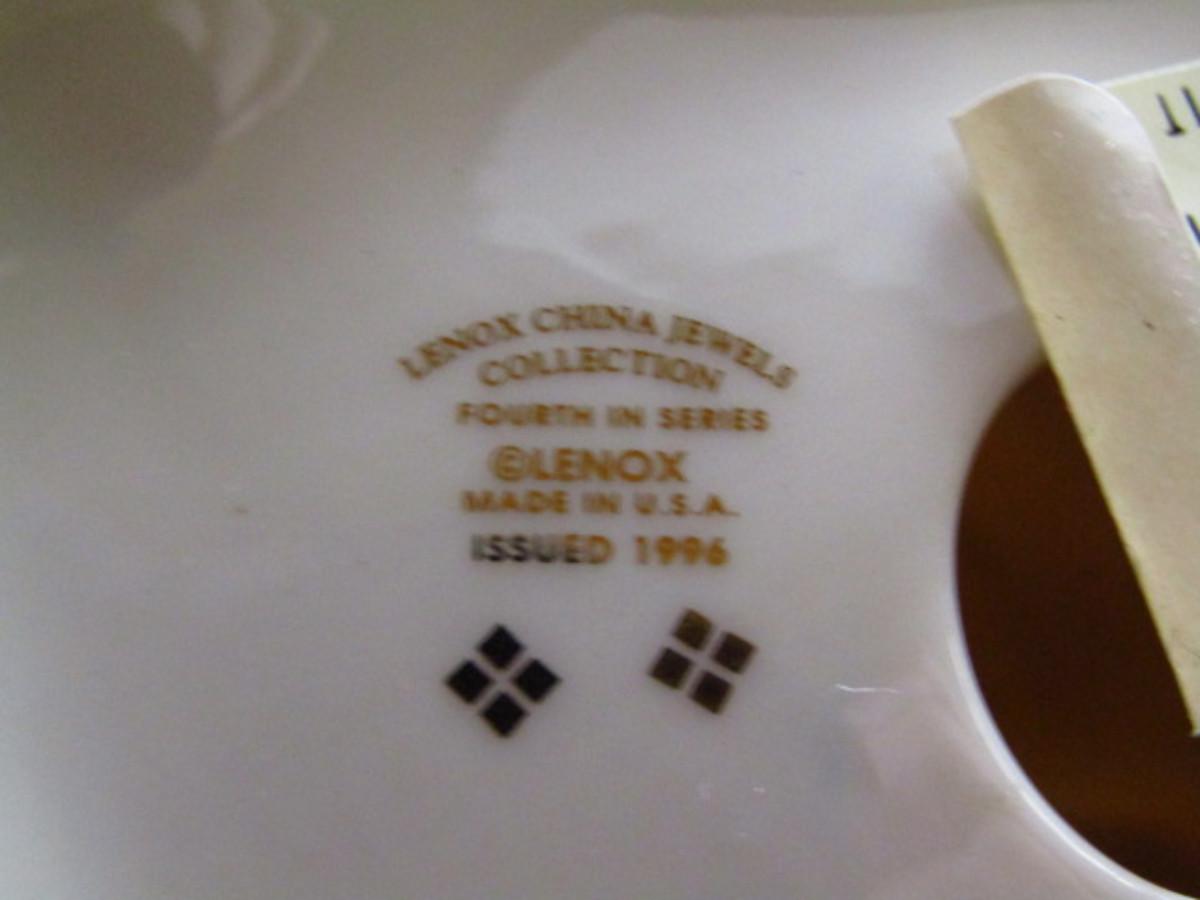 LENOX CHINA JEWELS
COLLECTION
FOURTH IN SERIES
©LENOX
MADE IN U.S.A.
ISSUED 1996